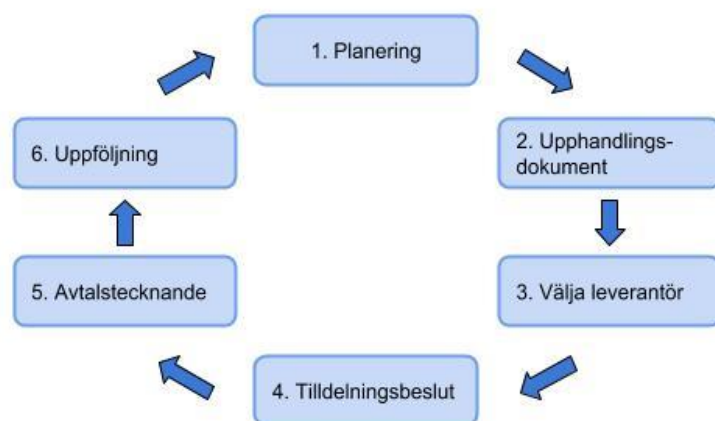 1. Planering
2. Upphandlings-
dokument
3. Välja leverantör
4. Tilldelningsbeslut
5. Avtalstecknande
6. Uppföljning